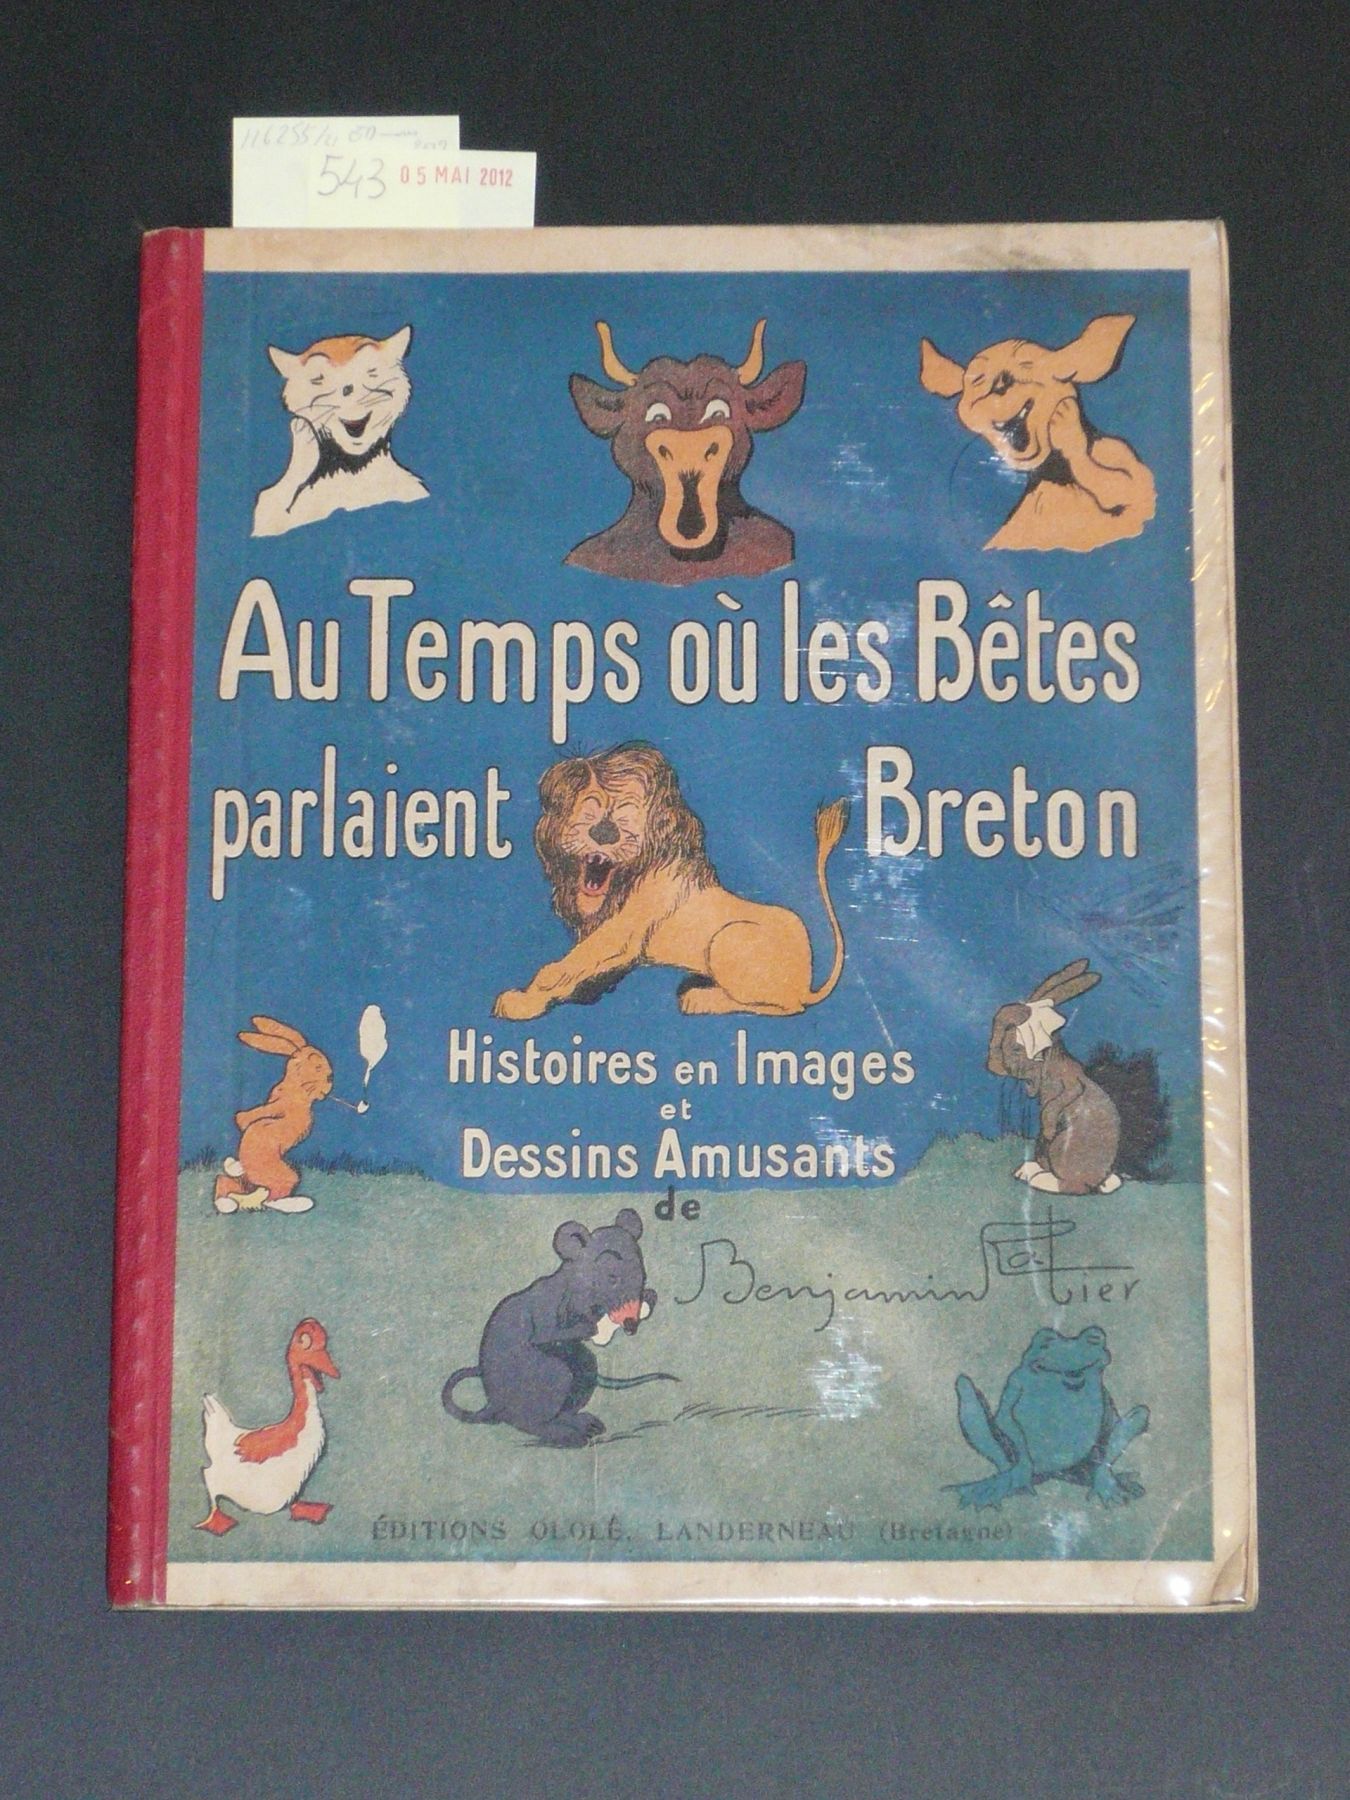 543 05 MAI 2012
Au Temps où les Bêtes
parlaient Breton
Histoires en Images
et
Dessins Amusants
de
Benjamin Rabier
ÉDITIONS OLOLÊ, LANDERNEAU (Bretagne)